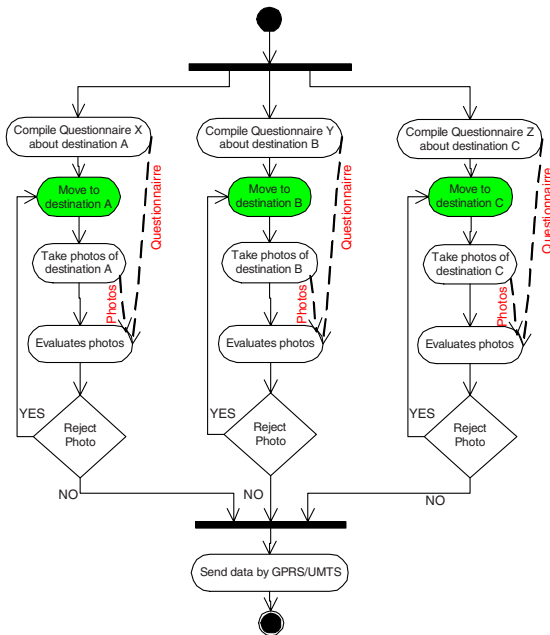 Compile Questionnaire X
about destination A
Compile Questionnaire Y
about destination B
Compile Questionnaire Z
about destination C
Move to
destination A
Move to
destination B
Move to
destination C
Questionnairre
Questionnaire
Questionnaire
Take photos of
destination A
Take photos of
destination B
Take photos of
destination C
Photos
Photos
Photos
Evaluates photos
Evaluates photos
Evaluates photos
YES
YES
YES
Reject
Photo
Reject
Photo
Reject
Photo
NO
NO
NO
Send data by GPRS/UMTS